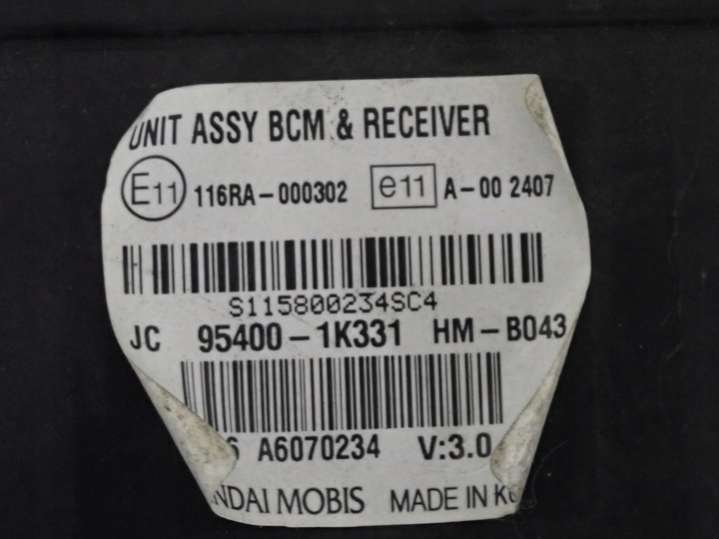 UNIT ASSY BCM & RECEIVER
E11 116RA-000302 e11 A-00 2407
S115800234SC4
JC 95400-1K331 HM-B043
A6070234 V:3.0
MOBIS MADE IN